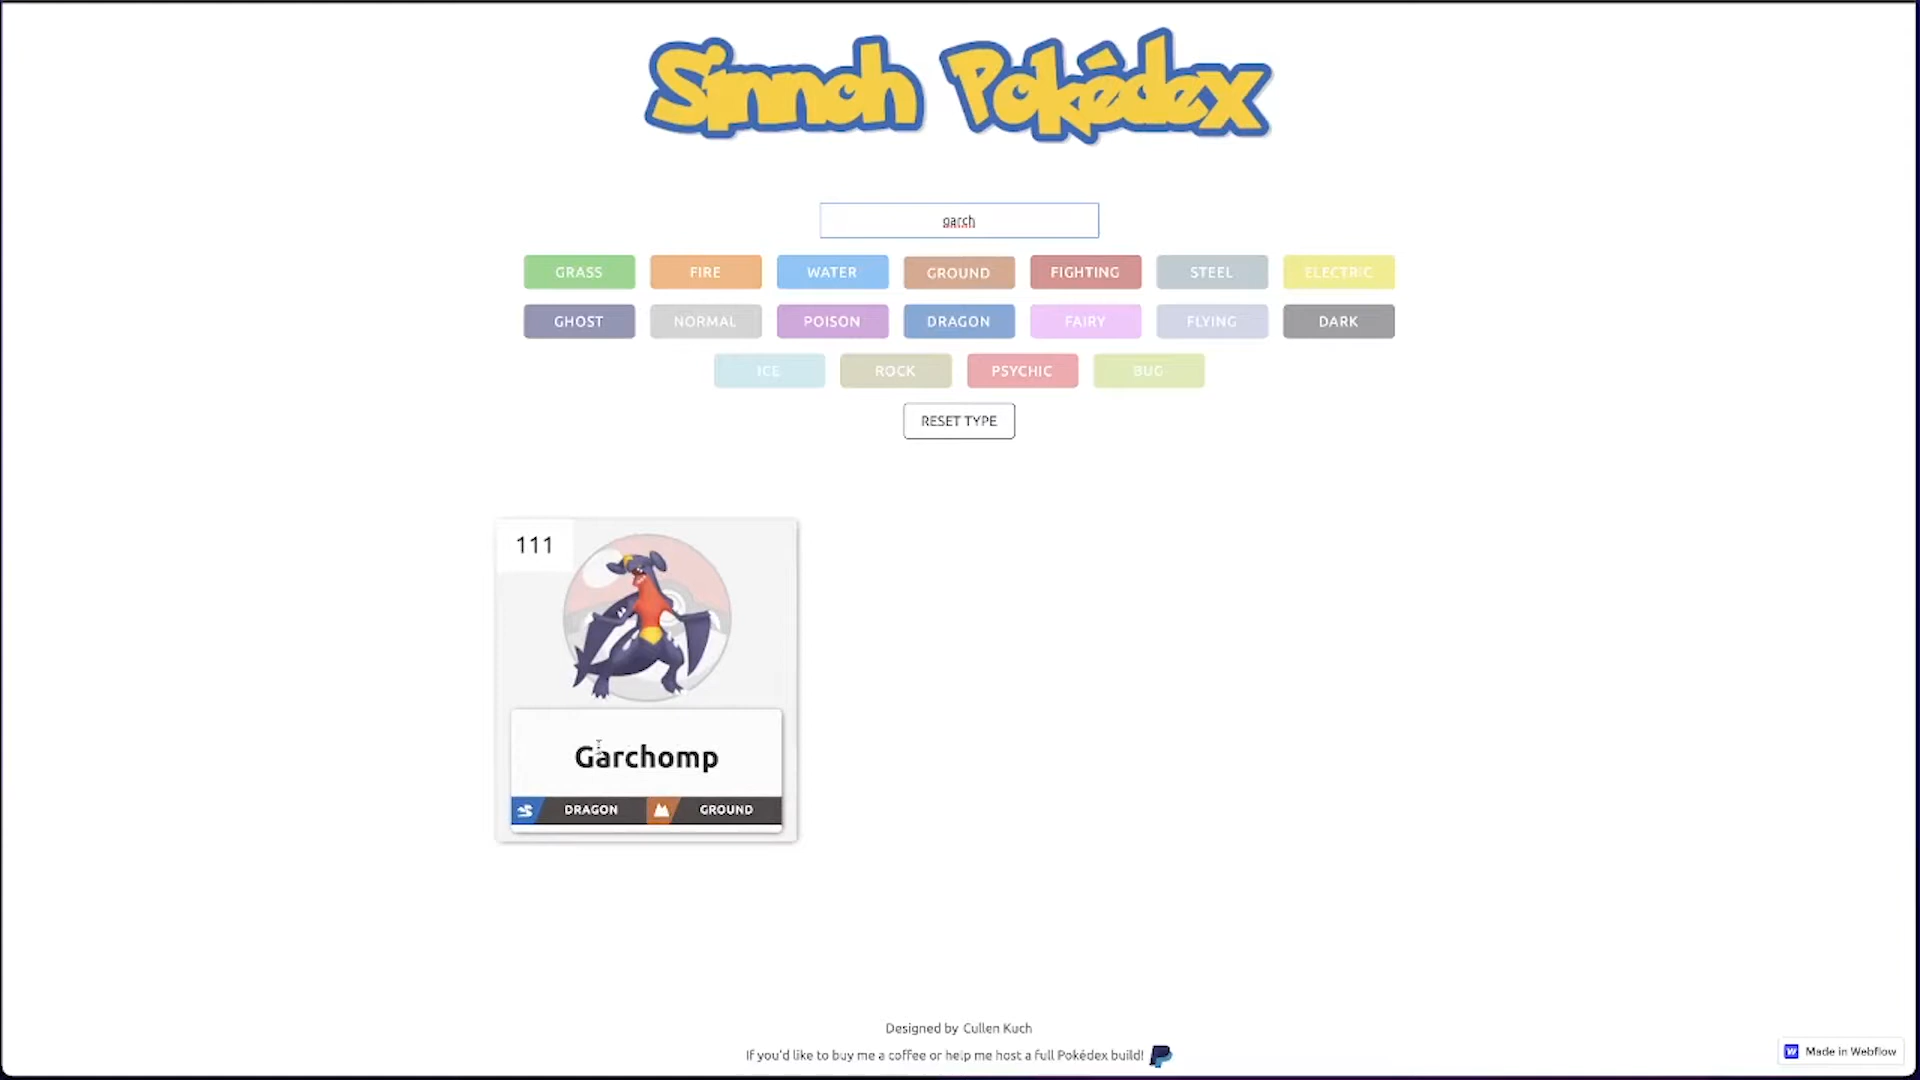 Sinnoh Pokédex
garch
GRASS FIRE WATER GROUND FIGHTING STEEL ELECTRIC
GHOST NORMAL POISON DRAGON FAIRY FLYING DARK
ICE ROCK PSYCHIC BUG
RESET TYPE
111
Garchomp
DRAGON GROUND
Designed by Cullen Kuch
If you'd like to buy me a coffee or help me host a full Pokédex build!
Made in Webflow